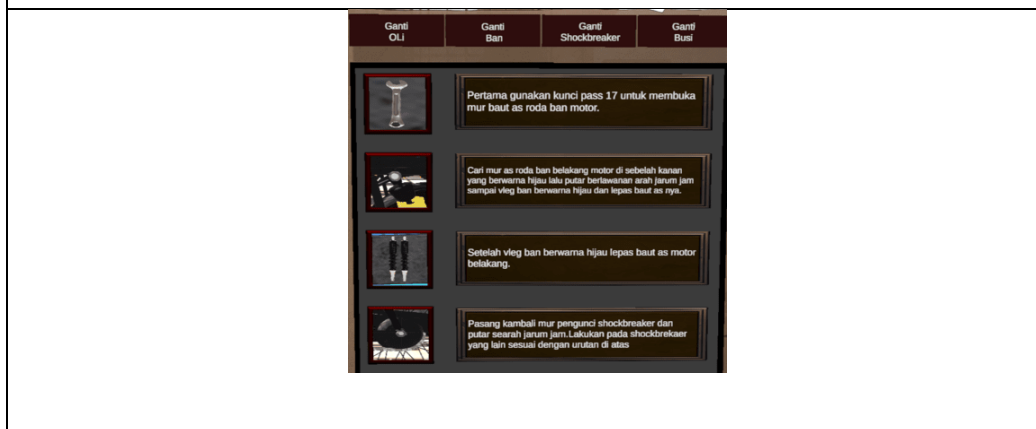 Ganti
OLi
Ganti
Ban
Ganti
Shockbreaker
Ganti
Busi
Pertama gunakan kunci pass 17 untuk membuka
mur baut as roda ban motor.
Cari mur as roda ban belakang motor di sebelah kanan
yang berwarna hijau lalu putar berlawanan arah jarum jam
sampai vleg ban berwarna hijau dan lepas baut as nya.
Setelah vleg ban berwarna hijau lepas baut as motor
belakang.
Pasang kambali mur pengunci shockbreaker dan
putar searah jarum jam.Lakukan pada shockbrekaer
yang lain sesuai dengan urutan di atas